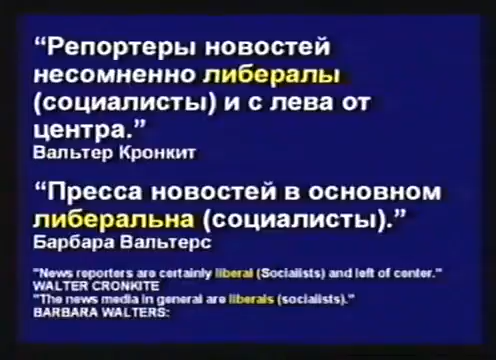 “Репортеры новостей
несомненно либералы
(социалисты) и с лева от
центра.”
Вальтер Кронкит
“Пресса новостей в основном
либеральна (социалисты).”
Барбара Вальтерс
"News reporters are certainly liberal (Socialists) and left of center."
WALTER CRONKITE
"The news media in general are liberals (socialists)."
BARBARA WALTERS: